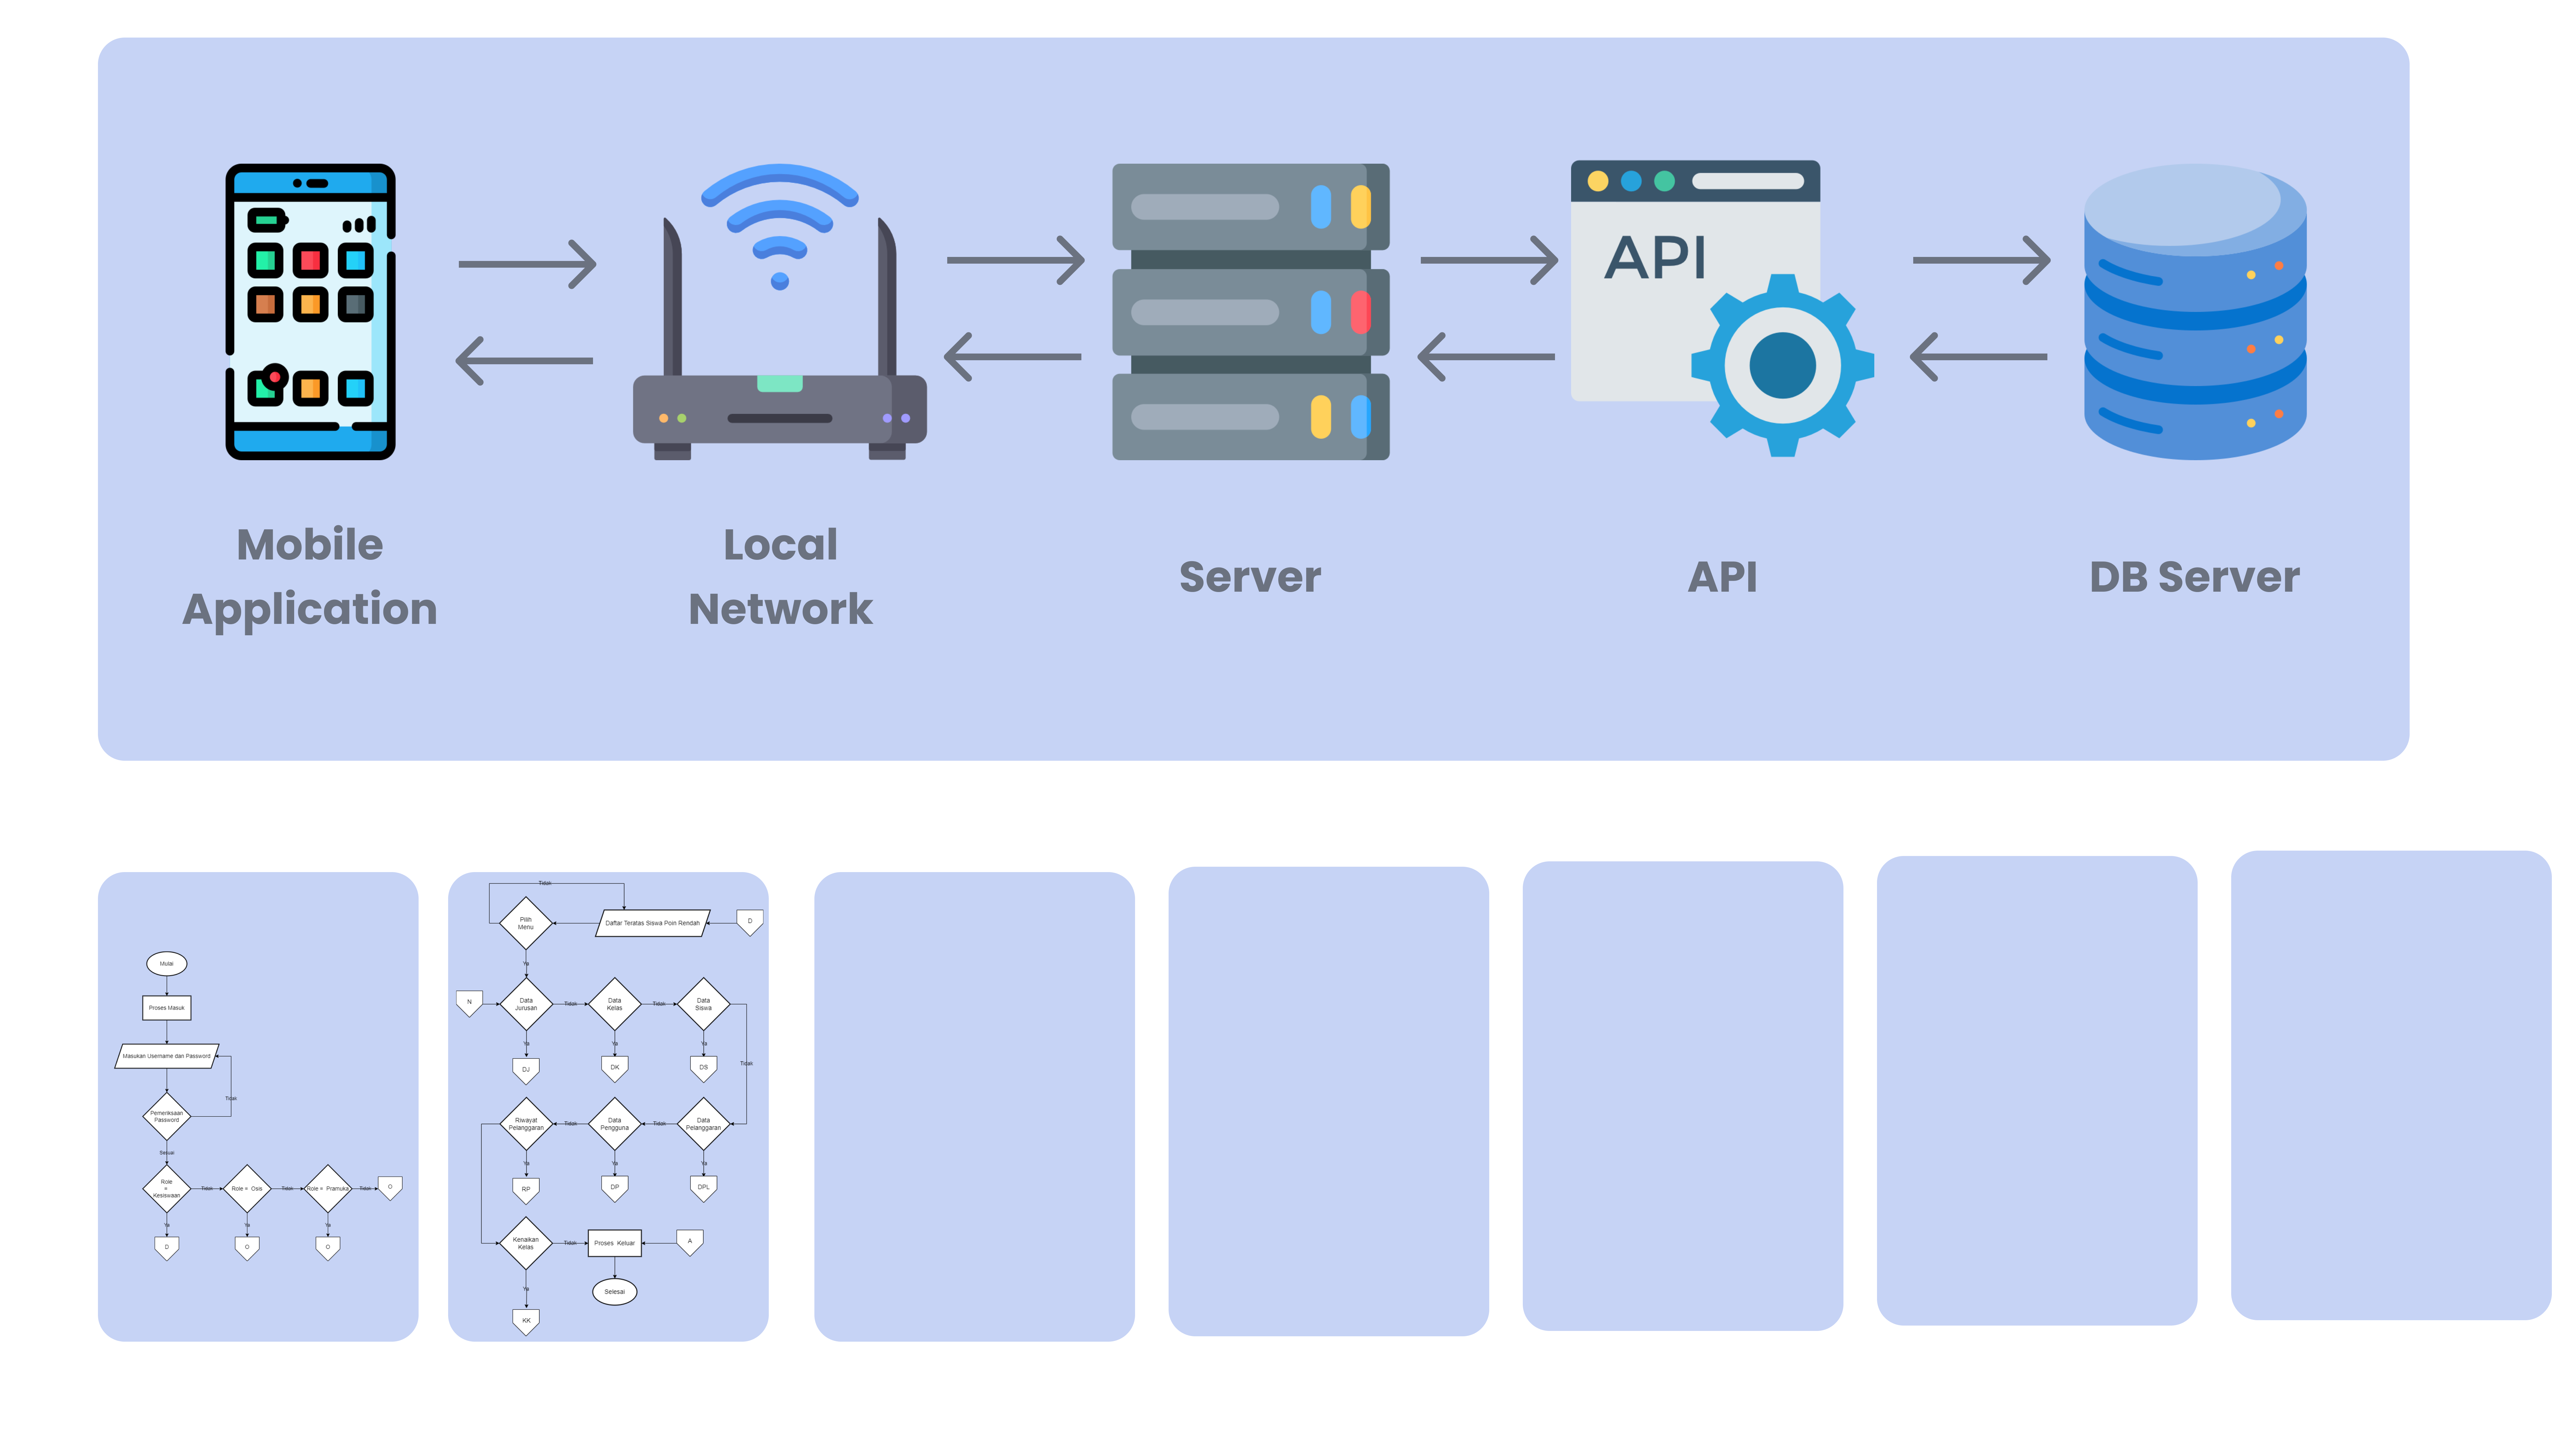 API
Mobile
Application
Local
Network
Server
API
DB Server
Mulai
Proses Masuk
Masukan Username dan Password
Tidak
Pemeriksaan
Password
Sesuai
Role
=
Kesiswaan
Tidak
Role = Osis
Tidak
Role = Pramuka
Tidak
O
Ya
Ya
Ya
D
O
O
Tidak
Pilih
Menu
Daftar Teratas Siswa Poin Rendah
D
Ya
N
Data
Jurusan
Tidak
Data
Kelas
Tidak
Data
Siswa
Ya
Ya
Ya
Tidak
DJ
DK
DS
Riwayat
Pelanggaran
Tidak
Data
Pengguna
Tidak
Data
Pelanggaran
Ya
Ya
Ya
RP
DP
DPL
Kenaikan
Kelas
Tidak
Proses Keluar
A
Ya
Selesai
KK